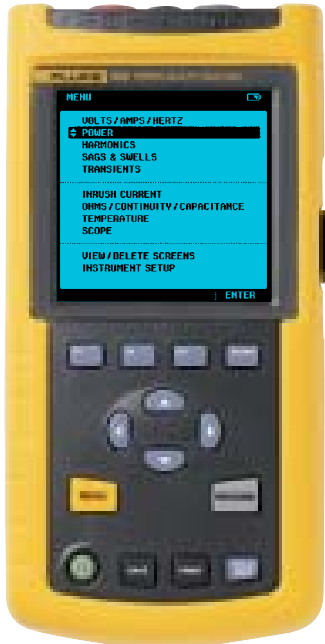 FLUKE
MENU
VOLTS/AMPS/HERTZ
POWER
HARMONICS
SAGS & SWELLS
TRANSIENTS
INRUSH CURRENT
OHMS/CONTINUITY/CAPACITANCE
TEMPERATURE
SCOPE
VIEW/DELETE SCREENS
INSTRUMENT SETUP
ENTER
MENU